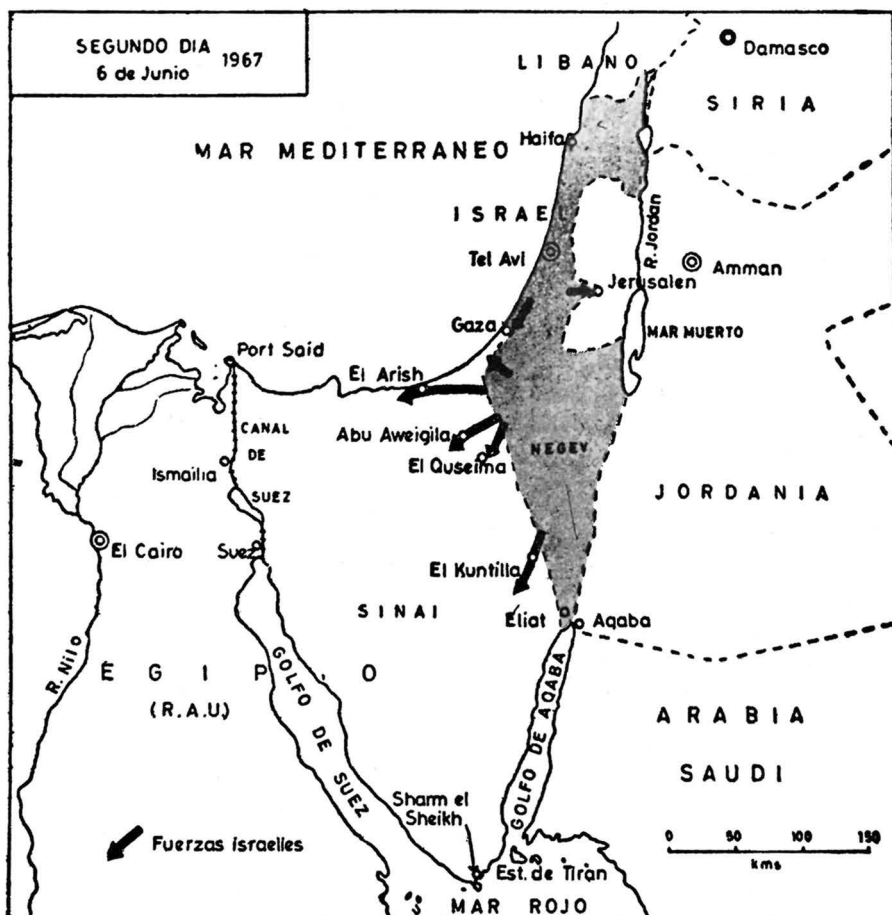 SEGUNDO DIA
6 de Junio 1967
LIBANO
Damasco
SIRIA
Haifa
MAR MEDITERRANEO
ISRAEL
R. Jordan
Tel Avi
Amman
Jerusalen
Gaza
MAR MUERTO
Port Said
El Arish
CANAL
DE
SUEZ
Abu Aweigila
NEGEV
El Quseima
Ismailia
JORDANIA
El Cairo
Suez
El Kuntilla
SINAI
Eliat
Aqaba
R. Nilo
EGIPTO
(R.A.U.)
GOLFO DE SUEZ
GOLFO DE AQABA
ARABIA
SAUDI
Sharm el
Sheikh
Fuerzas israelles
0 50 100 150
kms
Est. de Tiran
MAR ROJO